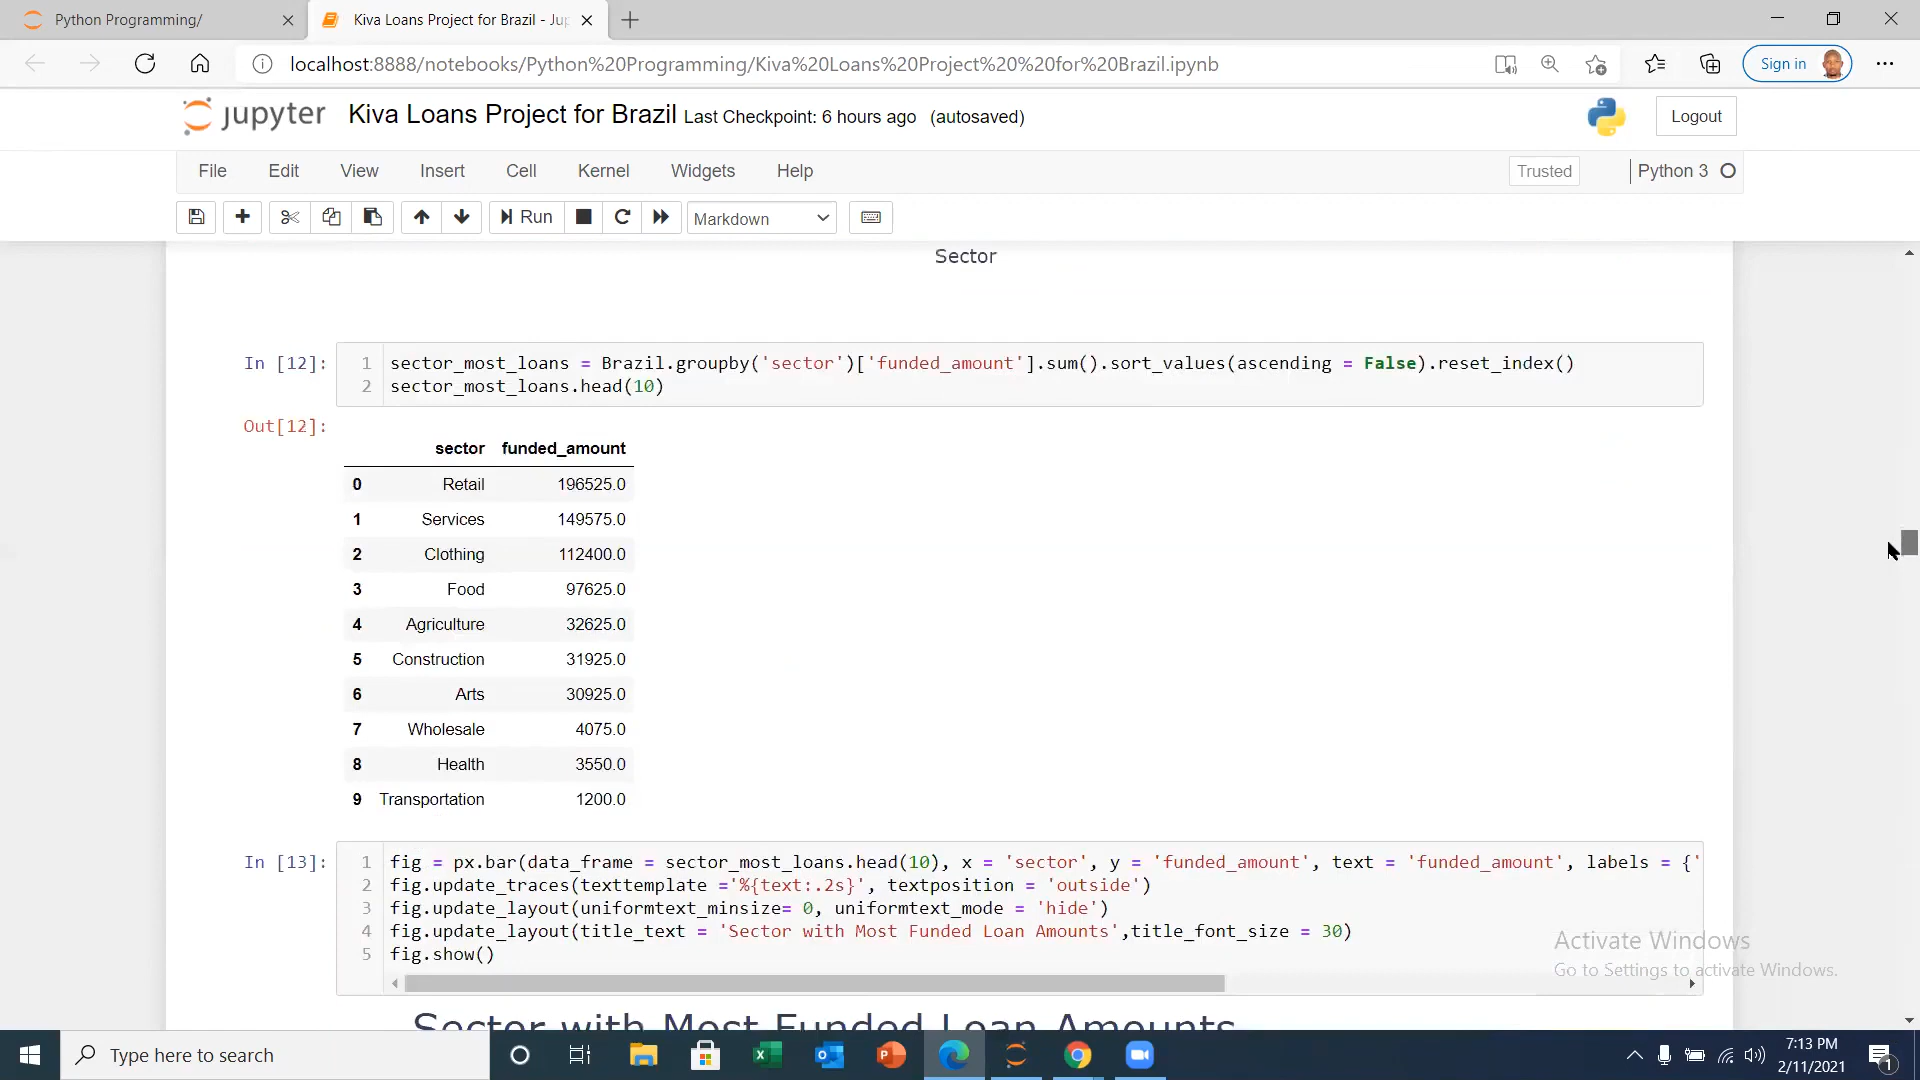 Python Programming/
Kiva Loans Project for Brazil - Jup
localhost:8888/notebooks/Python%20Programming/Kiva%20Loans%20Project%20%20for%20Brazil.ipynb
Sign in
jupyter Kiva Loans Project for Brazil Last Checkpoint: 6 hours ago (autosaved)
Logout
File Edit View Insert Cell Kernel Widgets Help
Trusted
Python 3
Run
Markdown
Sector
In [12]:
1 sector_most_loans = Brazil.groupby('sector')['funded_amount'].sum().sort_values(ascending = False).reset_index()
2 sector_most_loans.head(10)
Out[12]:
sector funded_amount
0 Retail 196525.0
1 Services 149575.0
2 Clothing 112400.0
3 Food 97625.0
4 Agriculture 32625.0
5 Construction 31925.0
6 Arts 30925.0
7 Wholesale 4075.0
8 Health 3550.0
9 Transportation 1200.0
In [13]:
1 fig = px.bar(data_frame = sector_most_loans.head(10), x = 'sector', y = 'funded_amount', text = 'funded_amount', labels = {'
2 fig.update_traces(texttemplate ='%{text:.2s}', textposition = 'outside')
3 fig.update_layout(uniformtext_minsize= 0, uniformtext_mode = 'hide')
4 fig.update_layout(title_text = 'Sector with Most Funded Loan Amounts',title_font_size = 30)
5 fig.show()
Activate Windows
Go to Settings to activate Windows.
Sector with Most Funded Loan Amounts
Type here to search
7:13 PM
2/11/2021
1